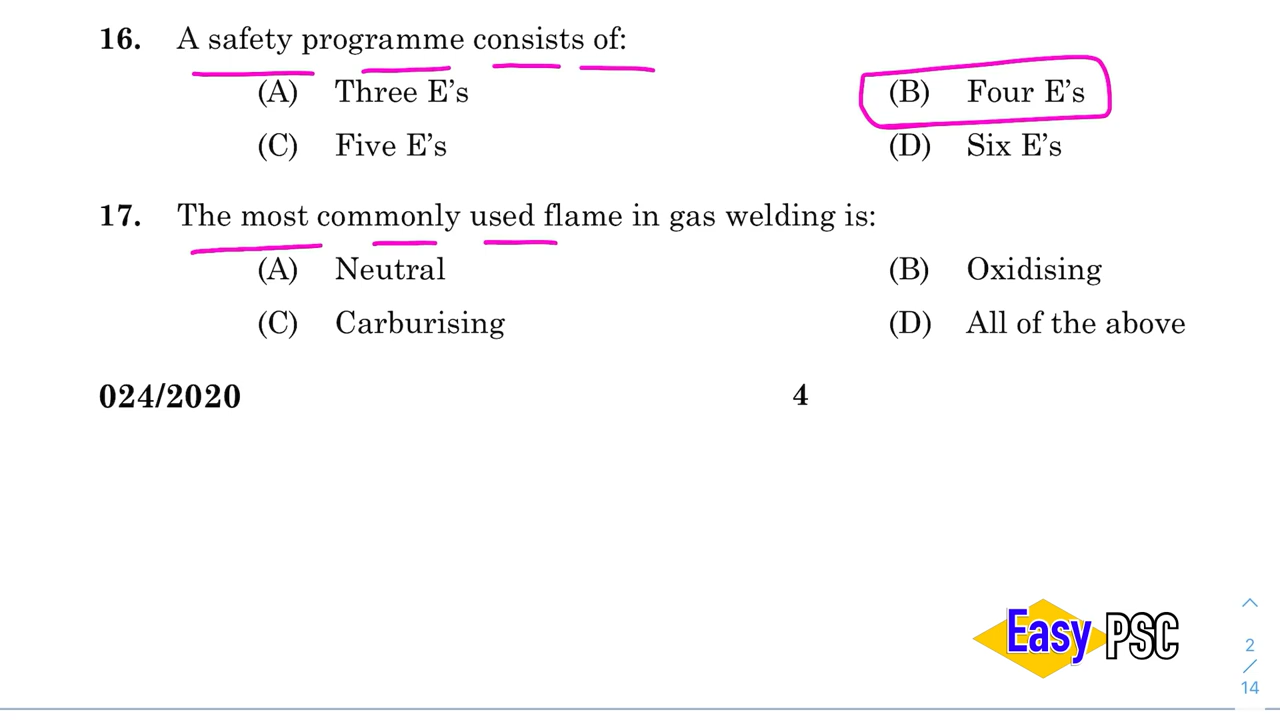 16. A safety programme consists of:
(A) Three E's (B) Four E's
(C) Five E's (D) Six E's
17. The most commonly used flame in gas welding is:
(A) Neutral (B) Oxidising
(C) Carburising (D) All of the above
024/2020 4
Easy PSC
2
/
14